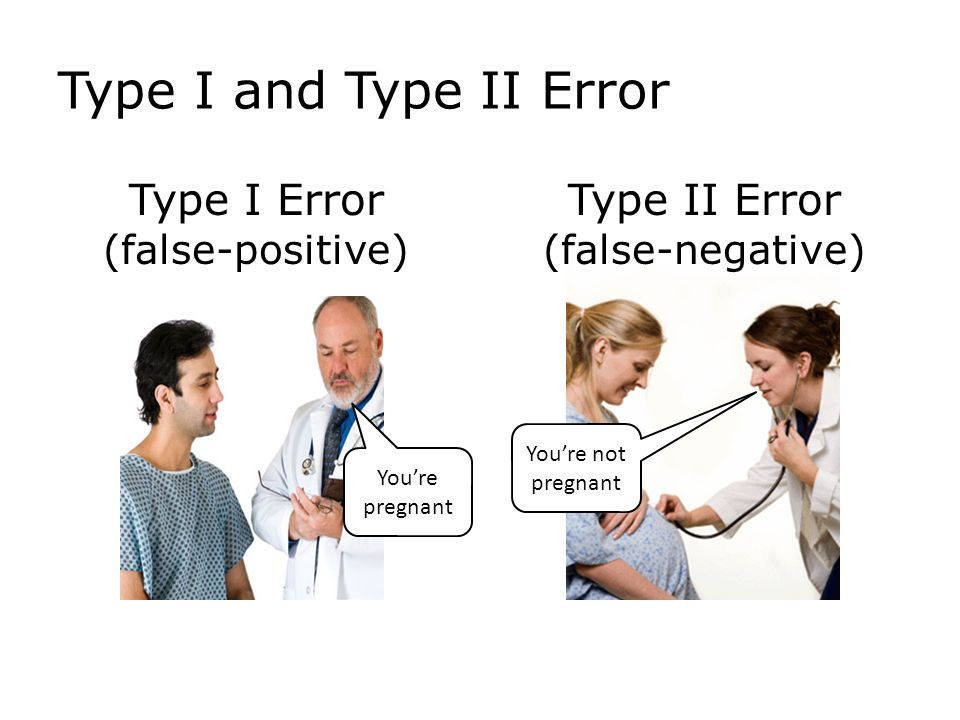 Type I and Type II Error
Type I Error
(false-positive)
Type II Error
(false-negative)
You’re
pregnant
You’re not
pregnant